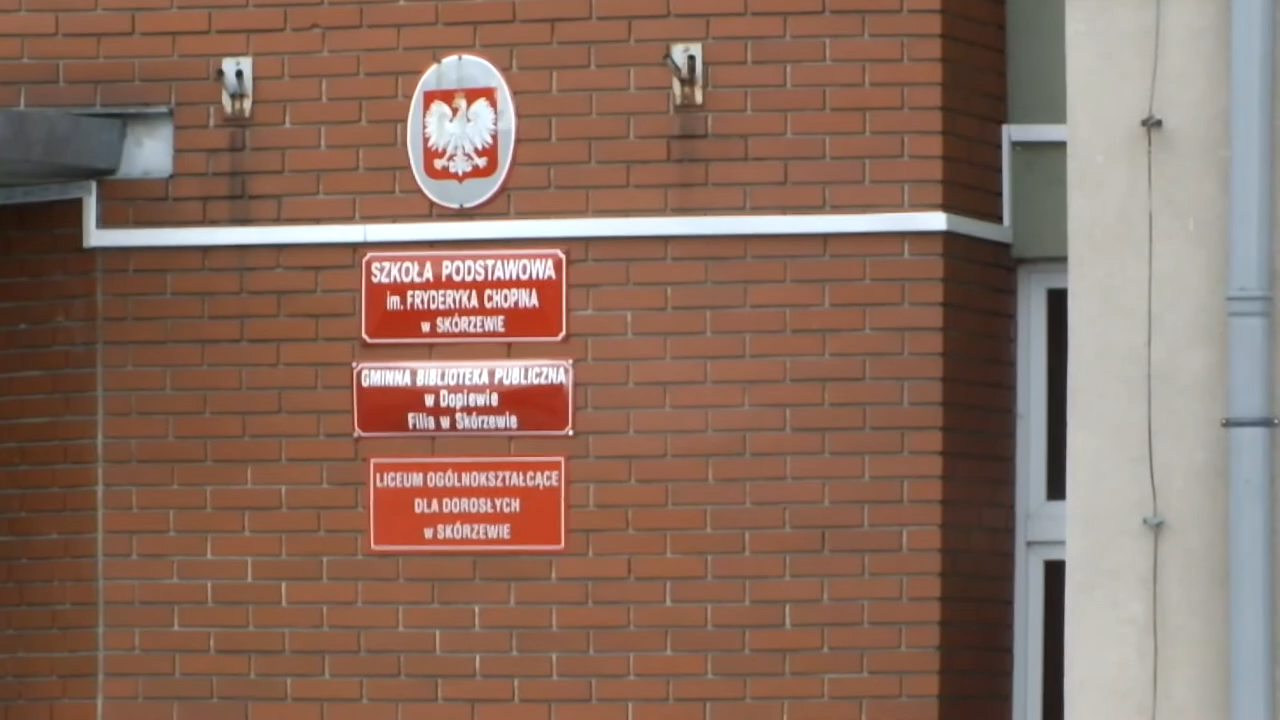 SZKOŁA PODSTAWOWA
im. FRYDERYKA CHOPINA
w SKÓRZEWIE
GMINNA BIBLIOTEKA PUBLICZNA
w Dopiewie
Filia w Skórzewie
LICEUM OGÓLNOKSZTAŁCĄCE
DLA DOROSŁYCH
w SKÓRZEWIE